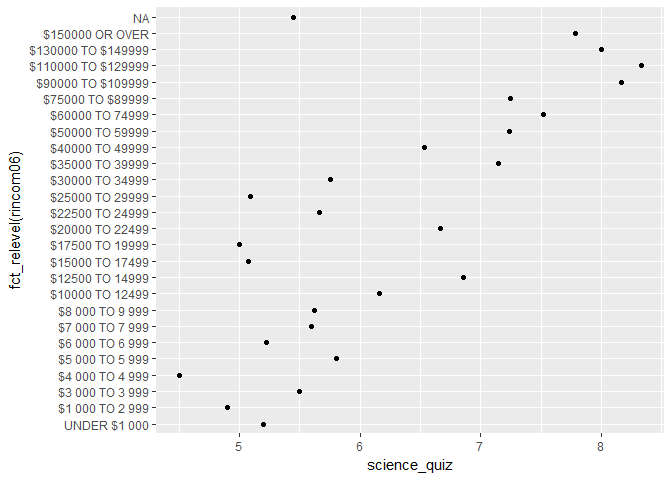 NA
$150000 OR OVER
$130000 TO $149999
$110000 TO $129999
$90000 TO $109999
$75000 TO $89999
$60000 TO 74999
$50000 TO 59999
$40000 TO 49999
$35000 TO 39999
$30000 TO 34999
$25000 TO 29999
$22500 TO 24999
$20000 TO 22499
$17500 TO 19999
$15000 TO 17499
$12500 TO 14999
$10000 TO 12499
$8 000 TO 9 999
$7 000 TO 7 999
$6 000 TO 6 999
$5 000 TO 5 999
$4 000 TO 4 999
$3 000 TO 3 999
$1 000 TO 2 999
UNDER $1 000
fct_relevel(rincom06)
5 6 7 8
science_quiz